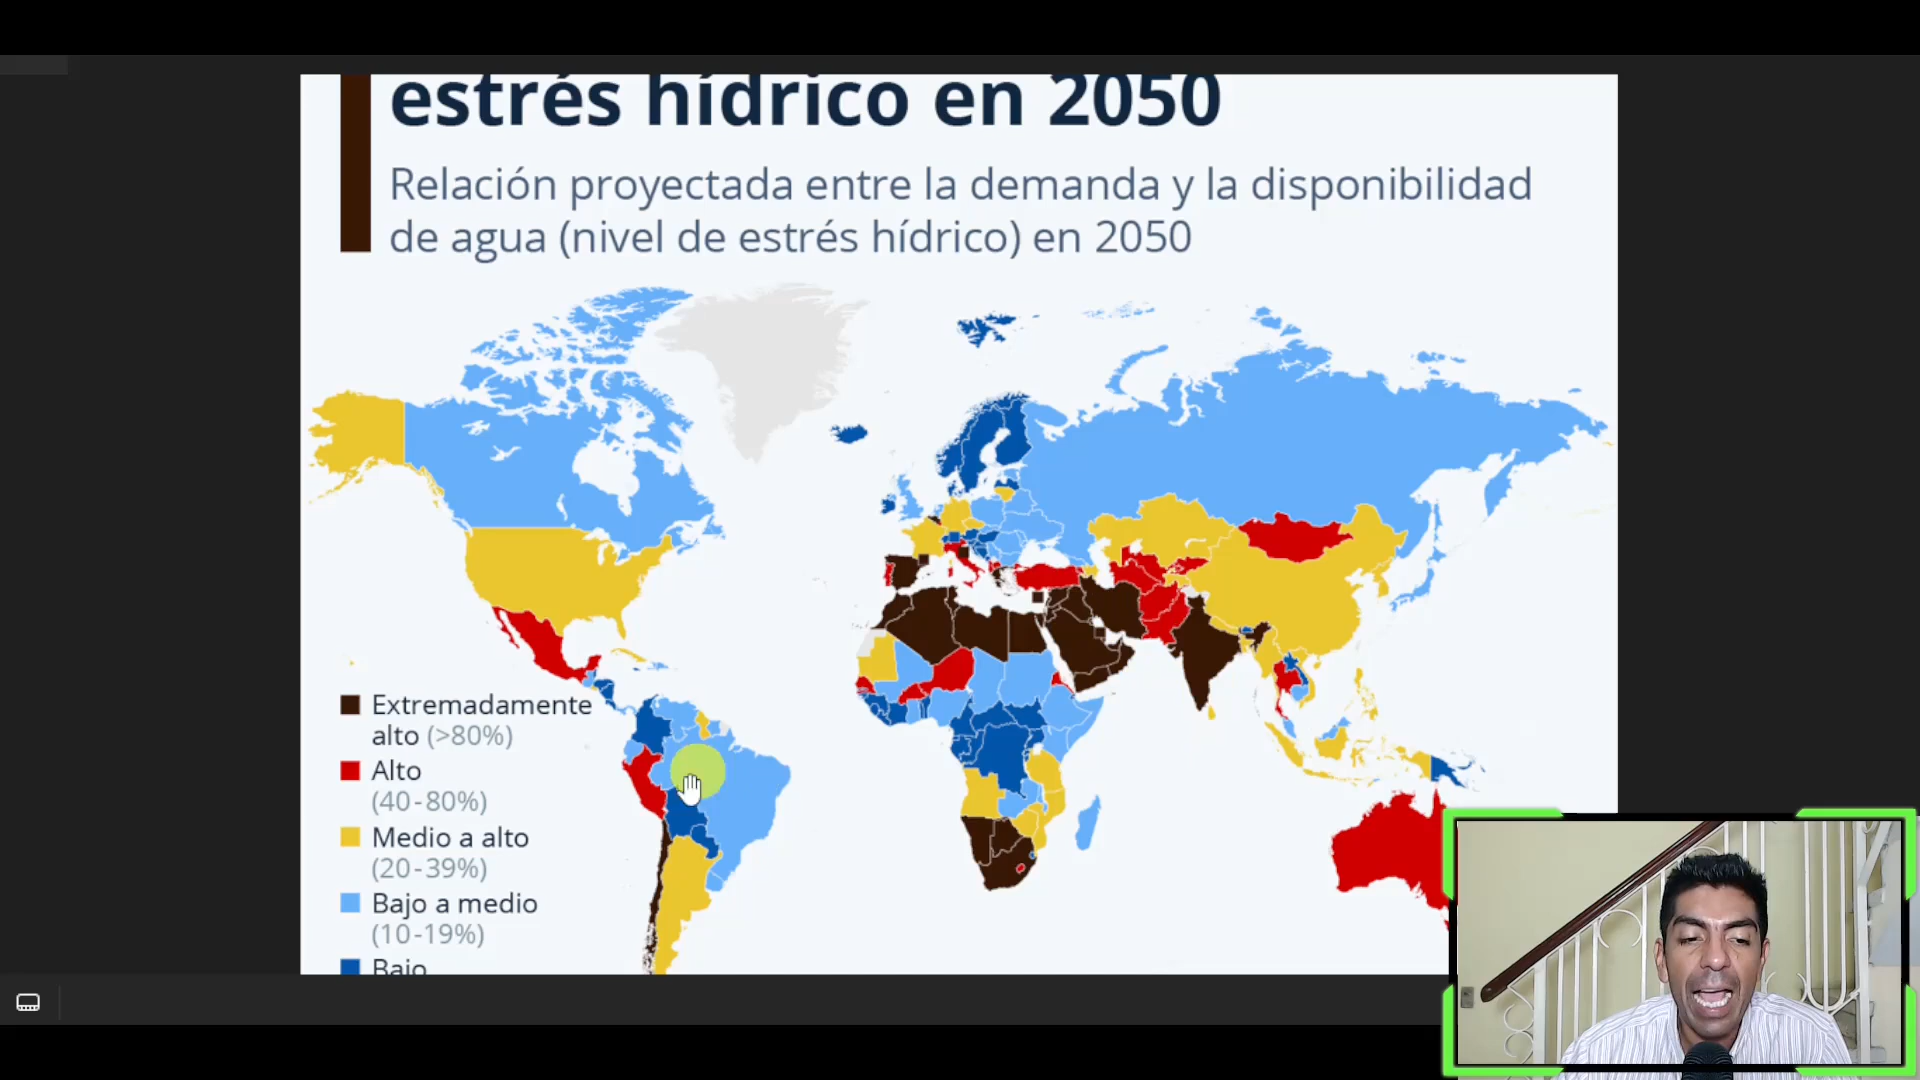 estrés hídrico en 2050
Relación proyectada entre la demanda y la disponibilidad
de agua (nivel de estrés hídrico) en 2050
Extremadamente
alto (>80%)
Alto
(40-80%)
Medio a alto
(20-39%)
Bajo a medio
(10-19%)
Bajo